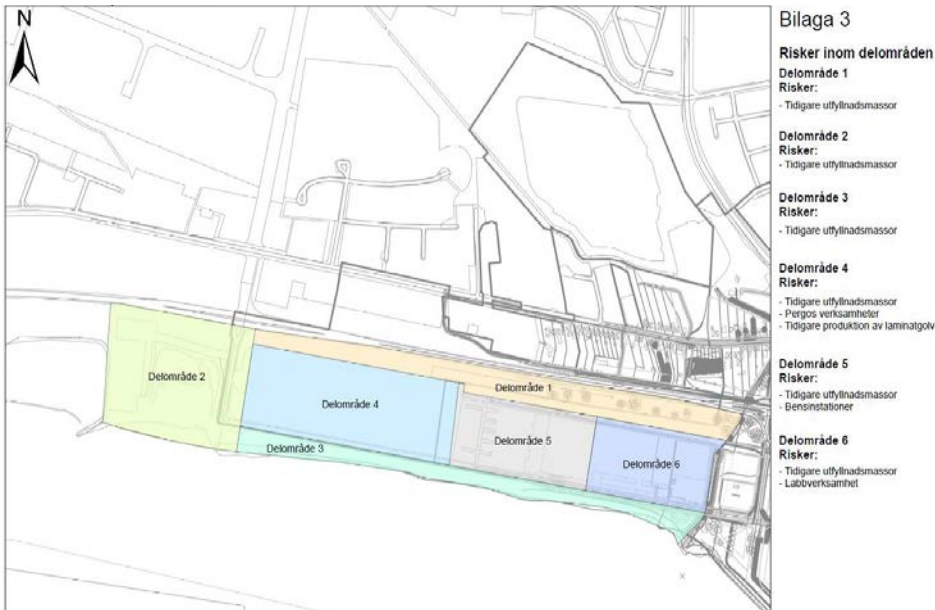 N
Bilaga 3
Risker inom delområden
Delområde 1
Risker:
- Tidigare utfyllnadsmassor
Delområde 2
Risker:
- Tidigare utfyllnadsmassor
Delområde 3
Risker:
- Tidigare utfyllnadsmassor
Delområde 4
Risker:
- Tidigare utfyllnadsmassor
- Pergos verksamheter
- Tidigare produktion av laminatgolv
Delområde 5
Risker:
- Tidigare utfyllnadsmassor
- Bensinstationer
Delområde 6
Risker:
- Tidigare utfyllnadsmassor
- Labbverksamhet
Delområde 1
Delområde 2
Delområde 4
Delområde 5
Delområde 3
Delområde 6